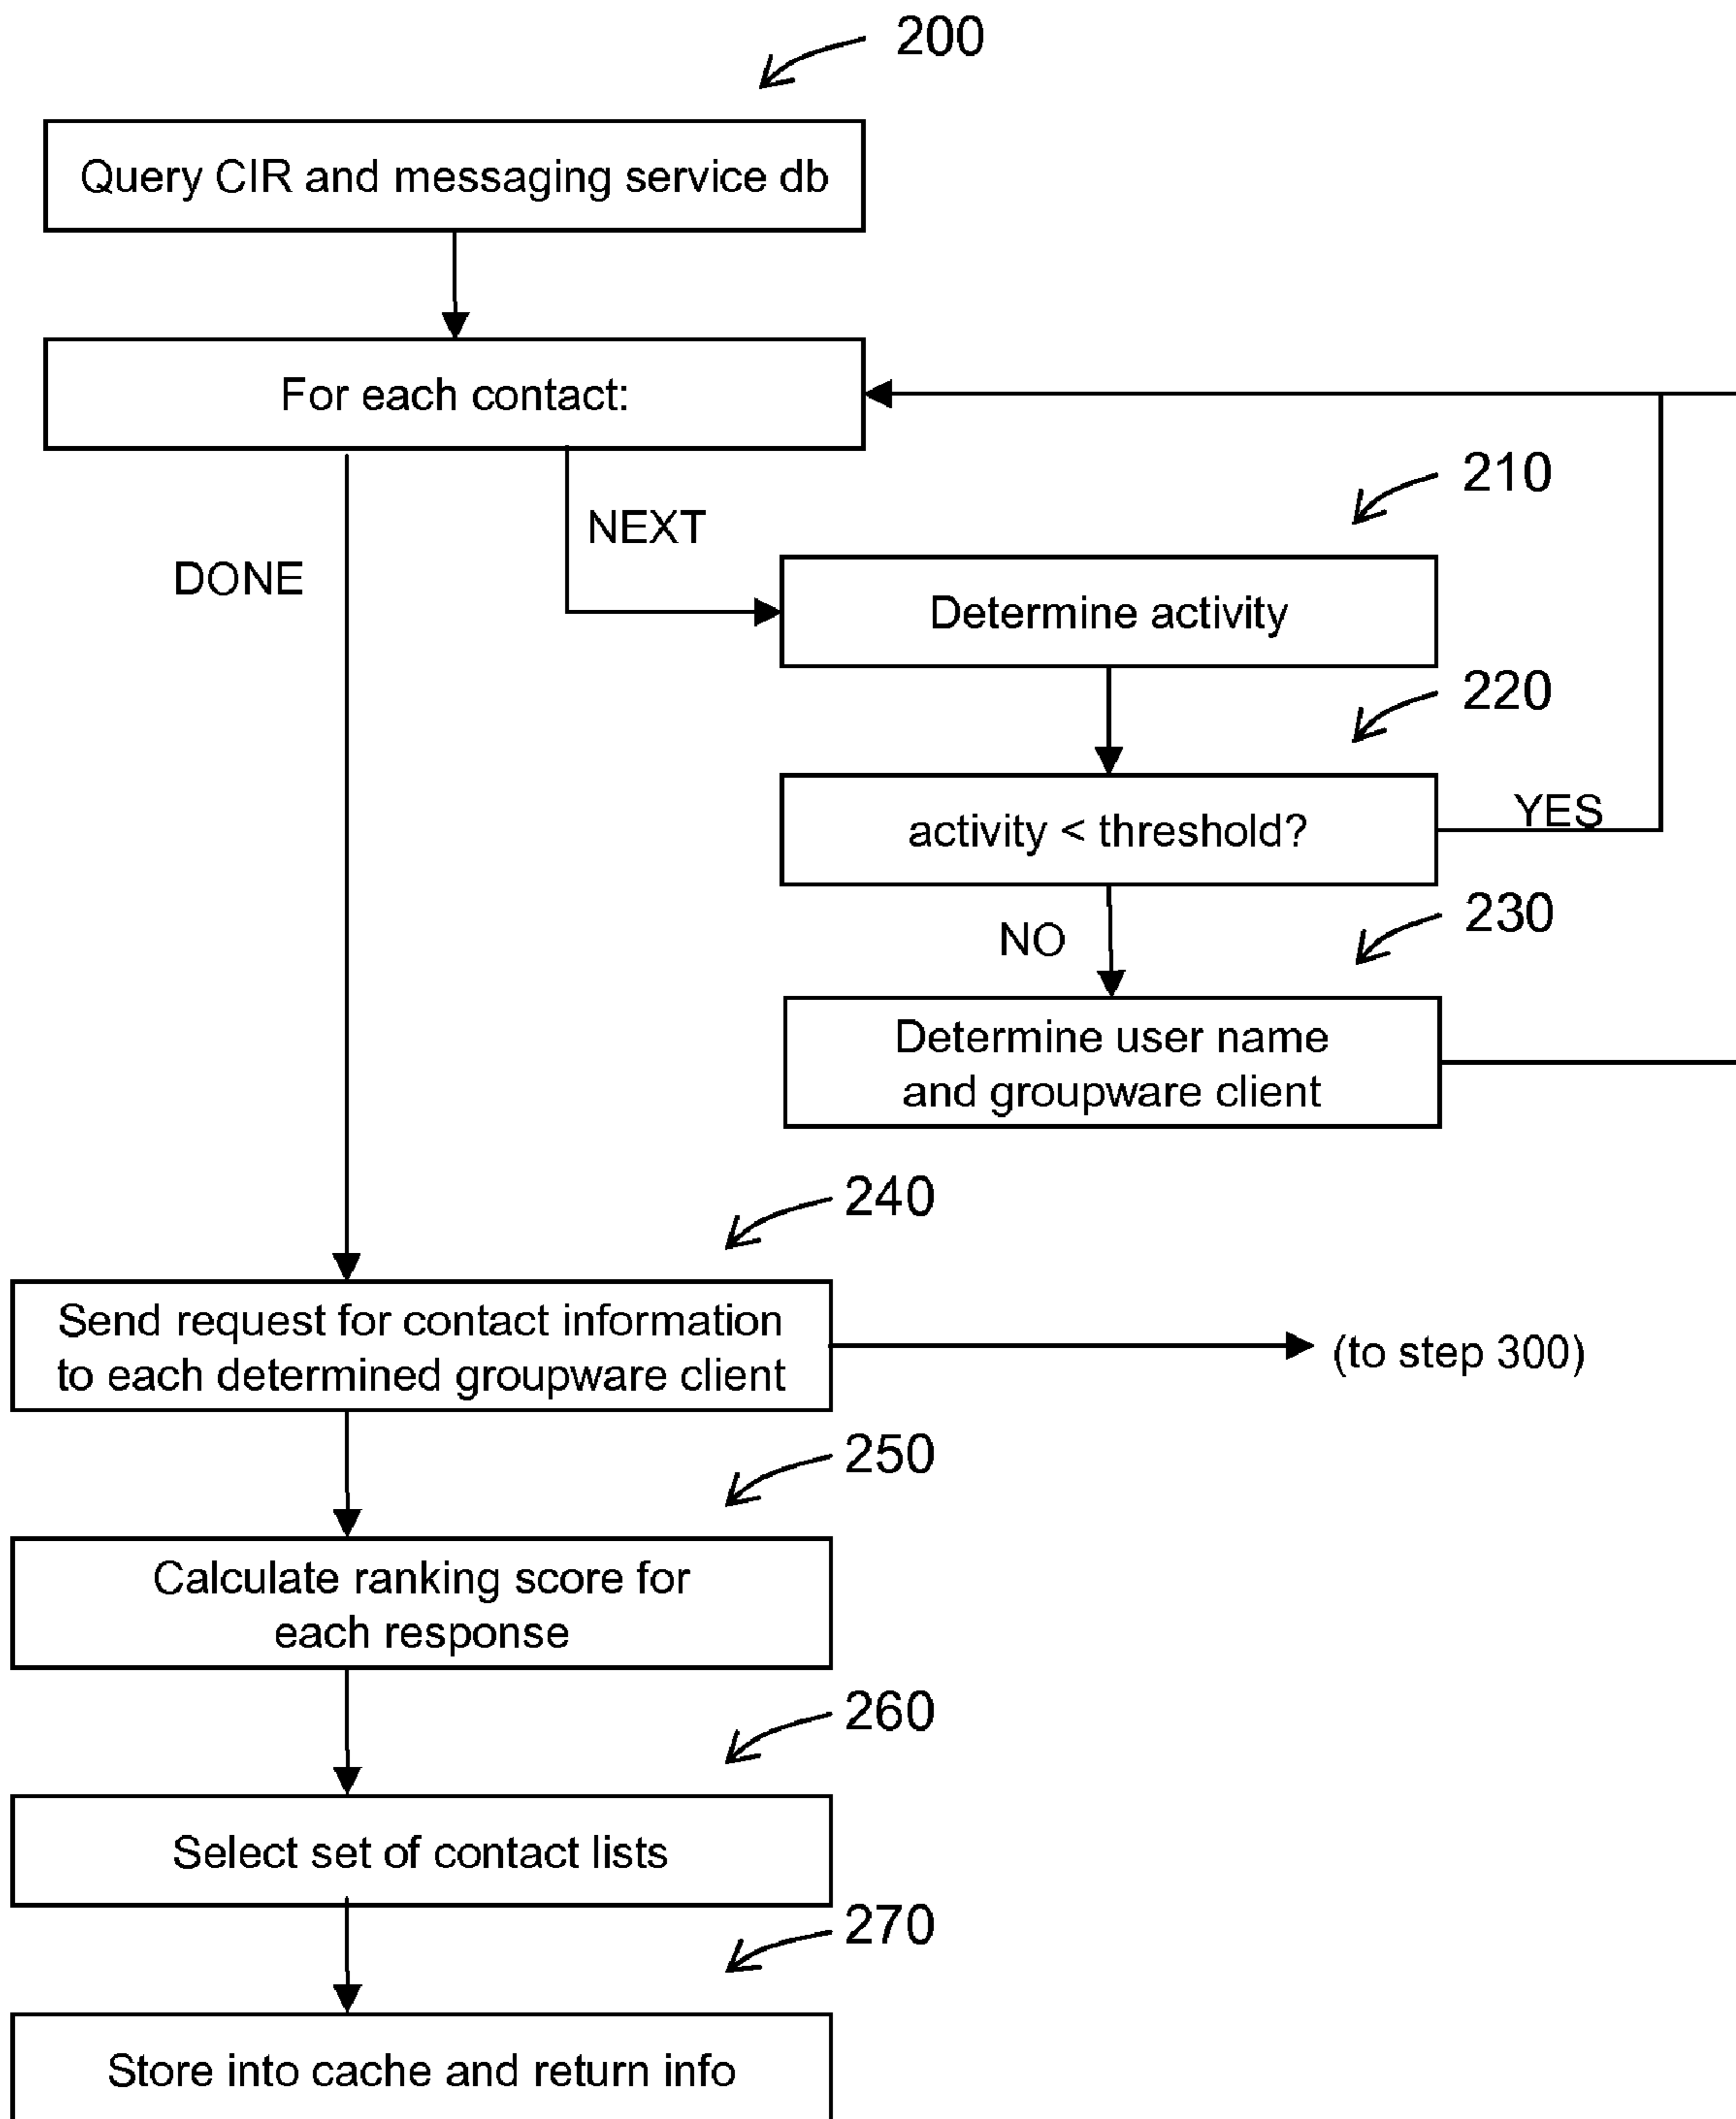 200
Query CIR and messaging service db
For each contact:
210
NEXT
DONE
Determine activity
220
activity < threshold?
YES
230
NO
Determine user name
and groupware client
240
Send request for contact information
to each determined groupware client
(to step 300)
250
Calculate ranking score for
each response
260
Select set of contact lists
270
Store into cache and return info